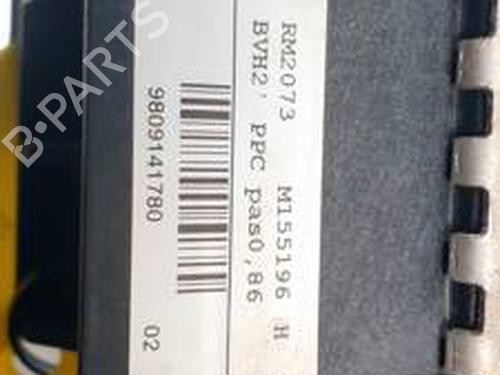 RM2073 M155196 H
BVH2' PPC pas0,86
9809141780 02
B-PARTS